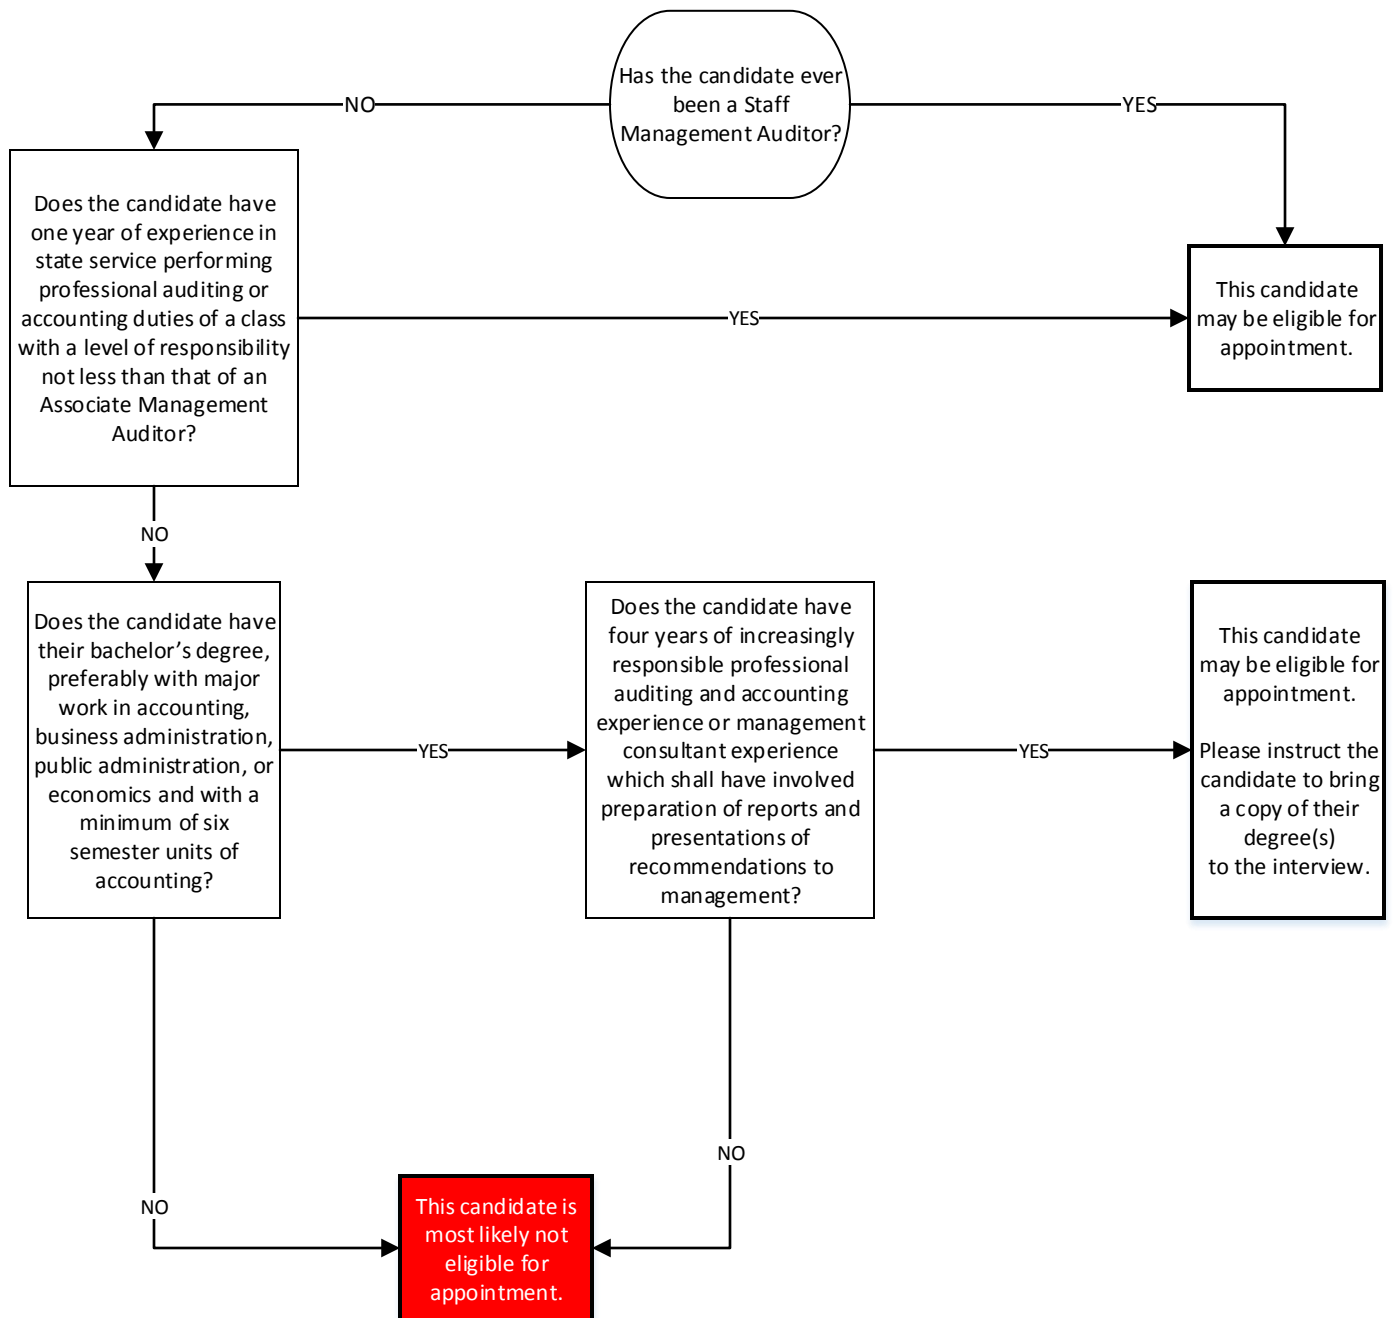 Has the candidate ever
been a Staff
Management Auditor?
NO
YES
Does the candidate have
one year of experience in
state service performing
professional auditing or
accounting duties of a class
with a level of responsibility
not less than that of an
Associate Management
Auditor?
YES
This candidate
may be eligible for
appointment.
NO
Does the candidate have
their bachelor’s degree,
preferably with major
work in accounting,
business administration,
public administration, or
economics and with a
minimum of six
semester units of
accounting?
YES
Does the candidate have
four years of increasingly
responsible professional
auditing and accounting
experience or management
consultant experience
which shall have involved
preparation of reports and
presentations of
recommendations to
management?
YES
This candidate
may be eligible for
appointment.
Please instruct the
candidate to bring
a copy of their
degree(s)
to the interview.
NO
NO
This candidate is
most likely not
eligible for
appointment.